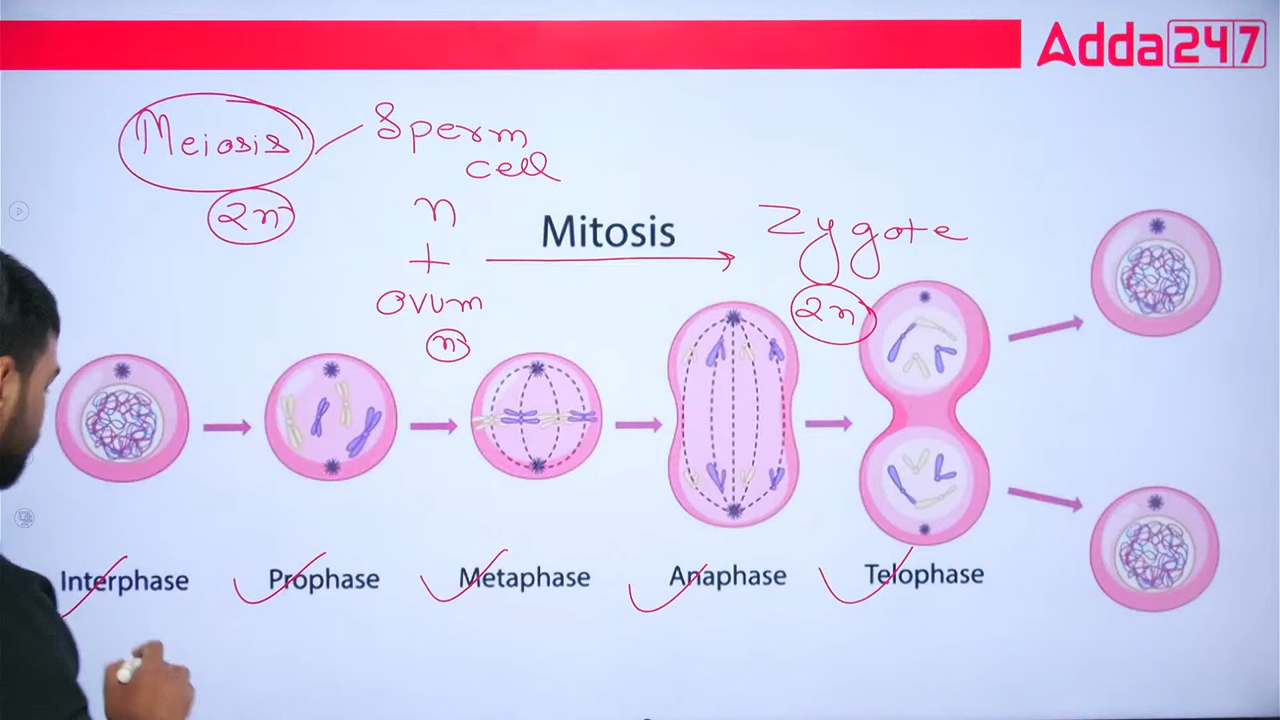 Adda247
Meiosis
Sperm
cell
2n
n
+
Mitosis
Zygote
ovum
n
2n
Interphase
Prophase
Metaphase
Anaphase
Telophase